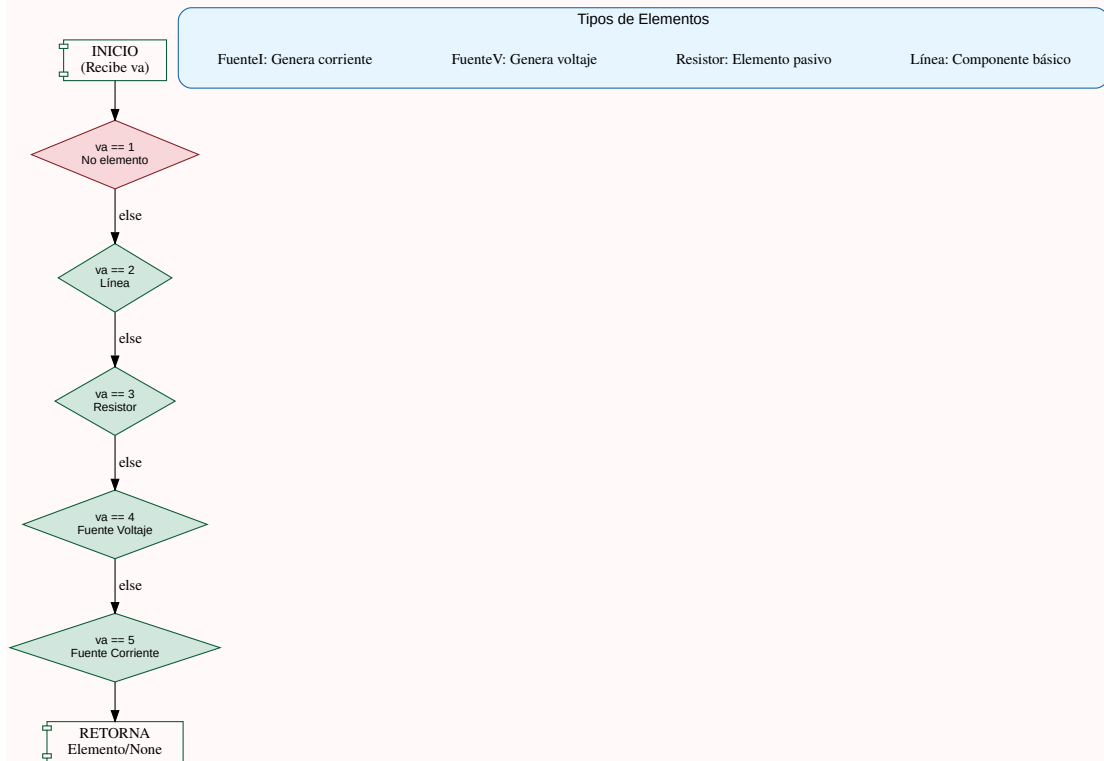 Tipos de Elementos
FuenteI: Genera corriente
FuenteV: Genera voltaje
Resistor: Elemento pasivo
Línea: Componente básico
INICIO
(Recibe va)
va == 1
No elemento
else
va == 2
Línea
else
va == 3
Resistor
else
va == 4
Fuente Voltaje
else
va == 5
Fuente Corriente
RETORNA
Elemento/None